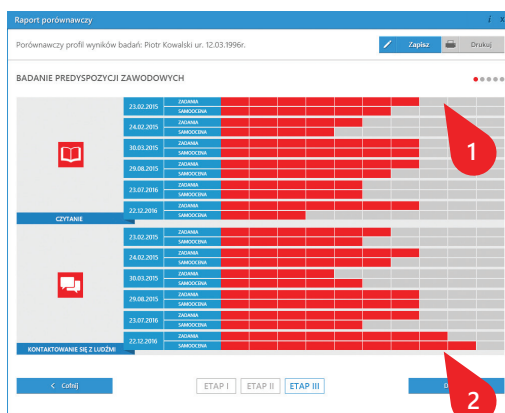 Raport porównawczy i x
Porównawczy profil wyników badań: Piotr Kowalski ur. 12.03.1996r. Zapisz Drukuj
BADANIE PREDYSPOZYCJI ZAWODOWYCH
23.02.2015 ZADANIA
SAMOOCENA
24.02.2015 ZADANIA
SAMOOCENA
30.03.2015 ZADANIA
SAMOOCENA
29.08.2015 ZADANIA
SAMOOCENA
23.07.2016 ZADANIA
SAMOOCENA
22.12.2016 ZADANIA
SAMOOCENA
CZYTANIE
1
23.02.2015 ZADANIA
SAMOOCENA
24.02.2015 ZADANIA
SAMOOCENA
30.03.2015 ZADANIA
SAMOOCENA
29.08.2015 ZADANIA
SAMOOCENA
23.07.2016 ZADANIA
SAMOOCENA
22.12.2016 ZADANIA
SAMOOCENA
KONTAKTOWANIE SIĘ Z LUDŹMI
< Cofnij ETAP I ETAP II ETAP III
2